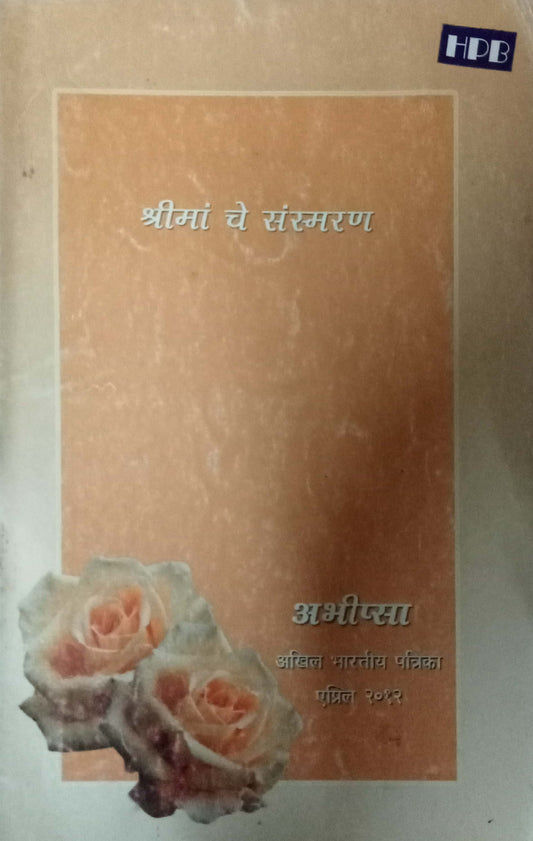 HPB
श्रीमां चे संस्मरण
अभीप्सा
अखिल भारतीय पत्रिका
एप्रिल २०१२